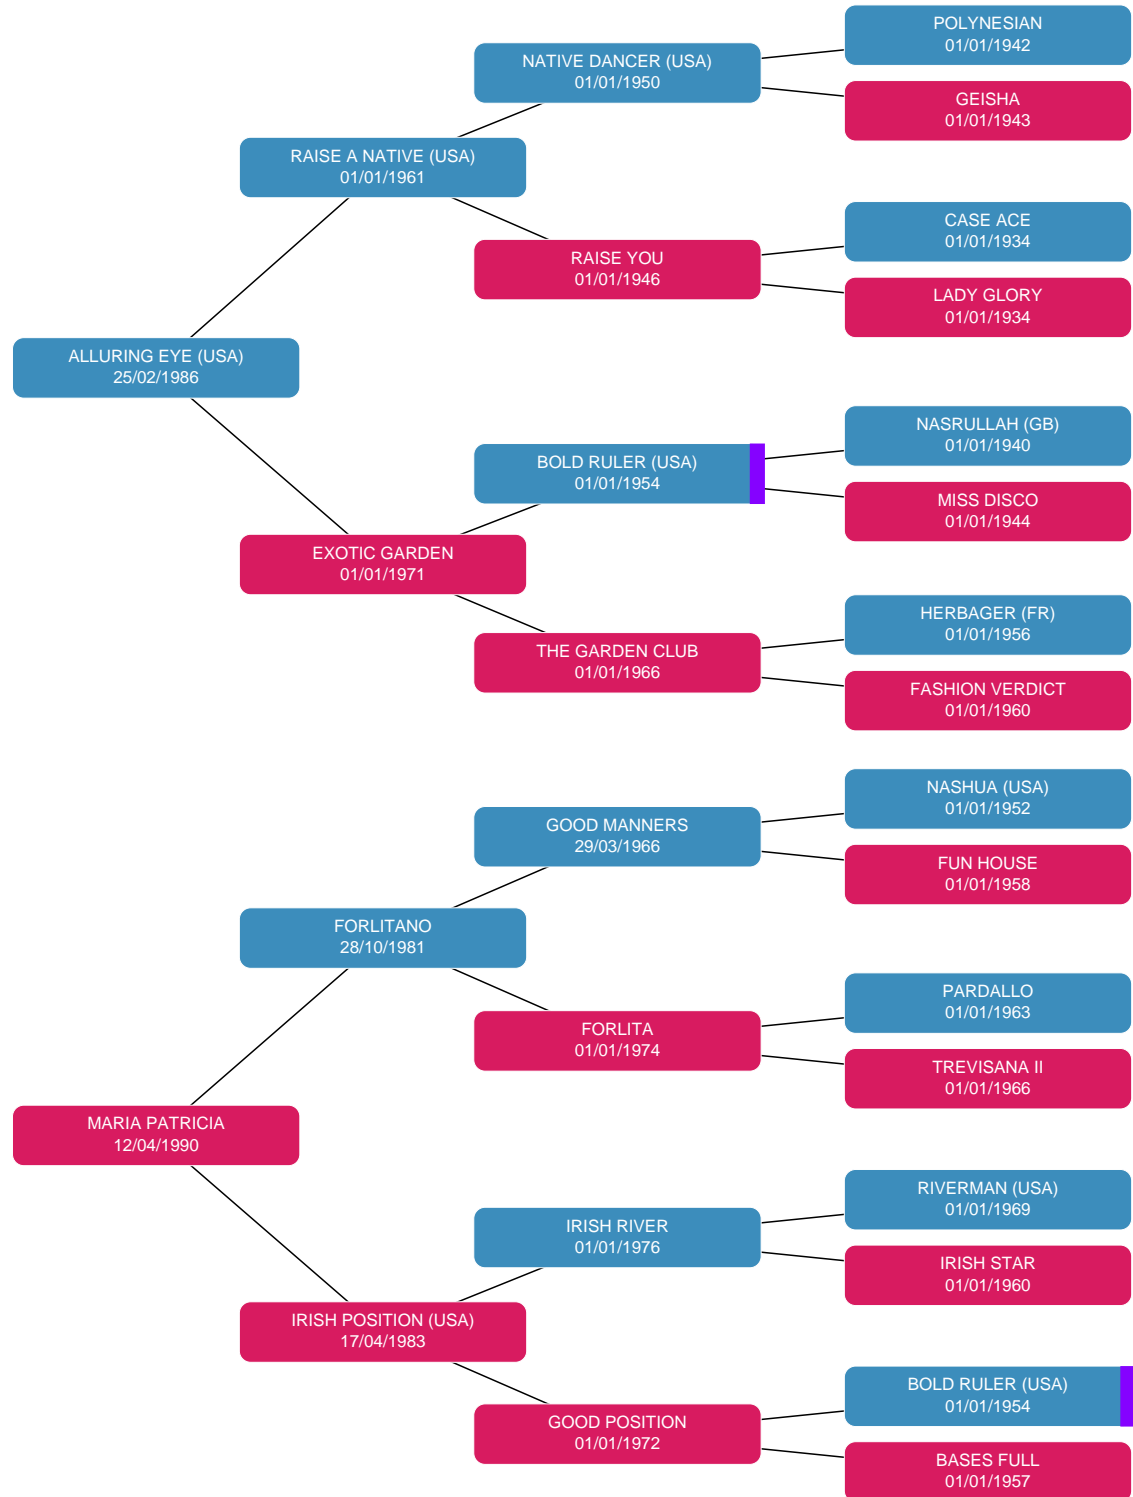 POLYNESIAN
01/01/1942
NATIVE DANCER (USA)
01/01/1950
GEISHA
01/01/1943
RAISE A NATIVE (USA)
01/01/1961
CASE ACE
01/01/1934
RAISE YOU
01/01/1946
LADY GLORY
01/01/1934
ALLURING EYE (USA)
25/02/1986
NASRULLAH (GB)
01/01/1940
BOLD RULER (USA)
01/01/1954
MISS DISCO
01/01/1944
EXOTIC GARDEN
01/01/1971
HERBAGER (FR)
01/01/1956
THE GARDEN CLUB
01/01/1966
FASHION VERDICT
01/01/1960
NASHUA (USA)
01/01/1952
GOOD MANNERS
29/03/1966
FUN HOUSE
01/01/1958
FORLITANO
28/10/1981
PARDALLO
01/01/1963
FORLITA
01/01/1974
TREVISANA II
01/01/1966
MARIA PATRICIA
12/04/1990
RIVERMAN (USA)
01/01/1969
IRISH RIVER
01/01/1976
IRISH STAR
01/01/1960
IRISH POSITION (USA)
17/04/1983
BOLD RULER (USA)
01/01/1954
GOOD POSITION
01/01/1972
BASES FULL
01/01/1957